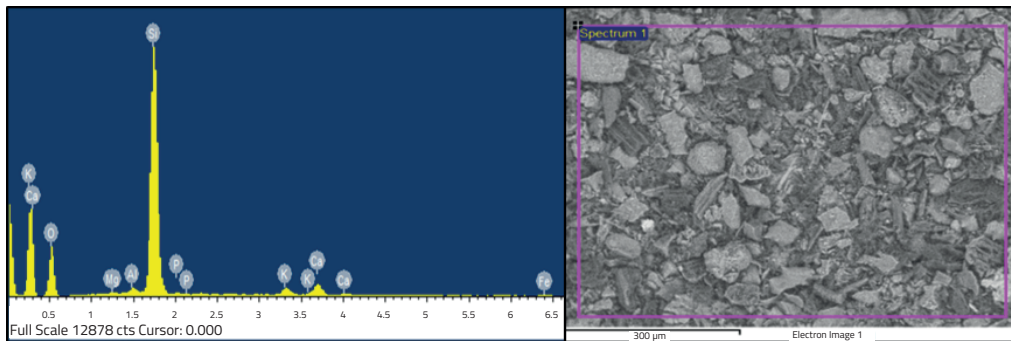 Si
K
Ca
O
Mg
Al
P
P
K
K
Ca
Ca
Fe
0.5 1 1.5 2 2.5 3 3.5 4 4.5 5 5.5 6 6.5
Full Scale 12878 cts Cursor: 0.000
Spectrum 1
300 μm
Electron Image 1